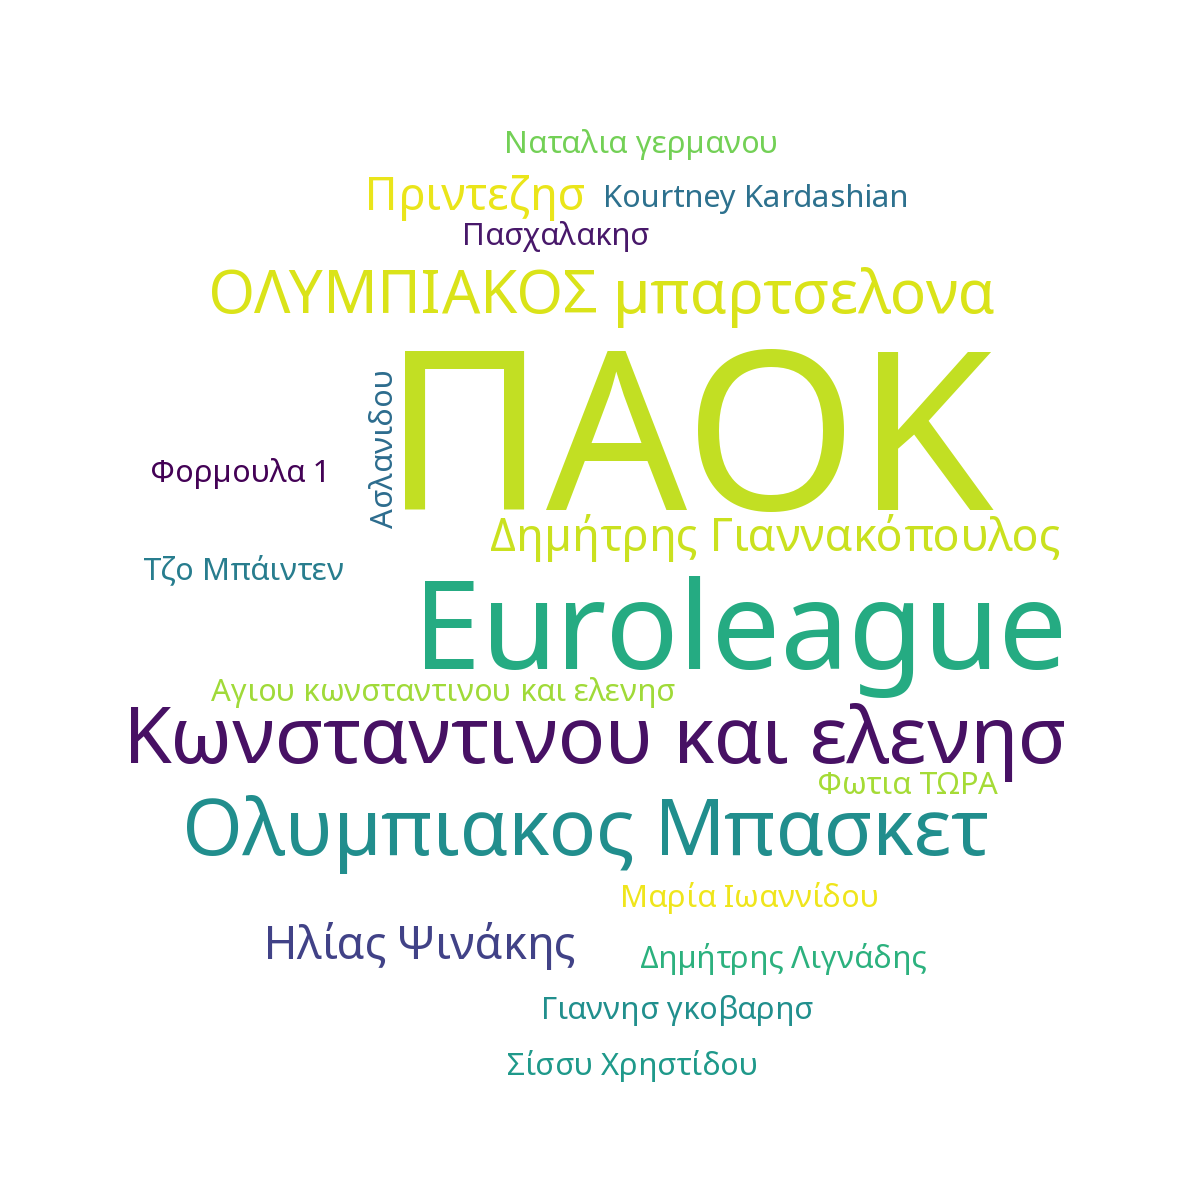 Ναταλια γερμανου
Πριντεζησ
Kourtney Kardashian
Πασχαλακησ
ΟΛΥΜΠΙΑΚΟΣ μπαρτσελονα
ΠΑΟΚ
Ασλανιδου
Φορμουλα 1
Δημήτρης Γιαννακόπουλος
Τζο Μπάιντεν
Euroleague
Αγιου κωνσταντινου και ελενησ
Κωνσταντινου και ελενησ
Φωτια ΤΩΡΑ
Ολυμπιακος Μπασκετ
Μαρία Ιωαννίδου
Ηλίας Ψινάκης
Δημήτρης Λιγνάδης
Γιαννησ γκοβαρησ
Σίσσυ Χρηστίδου